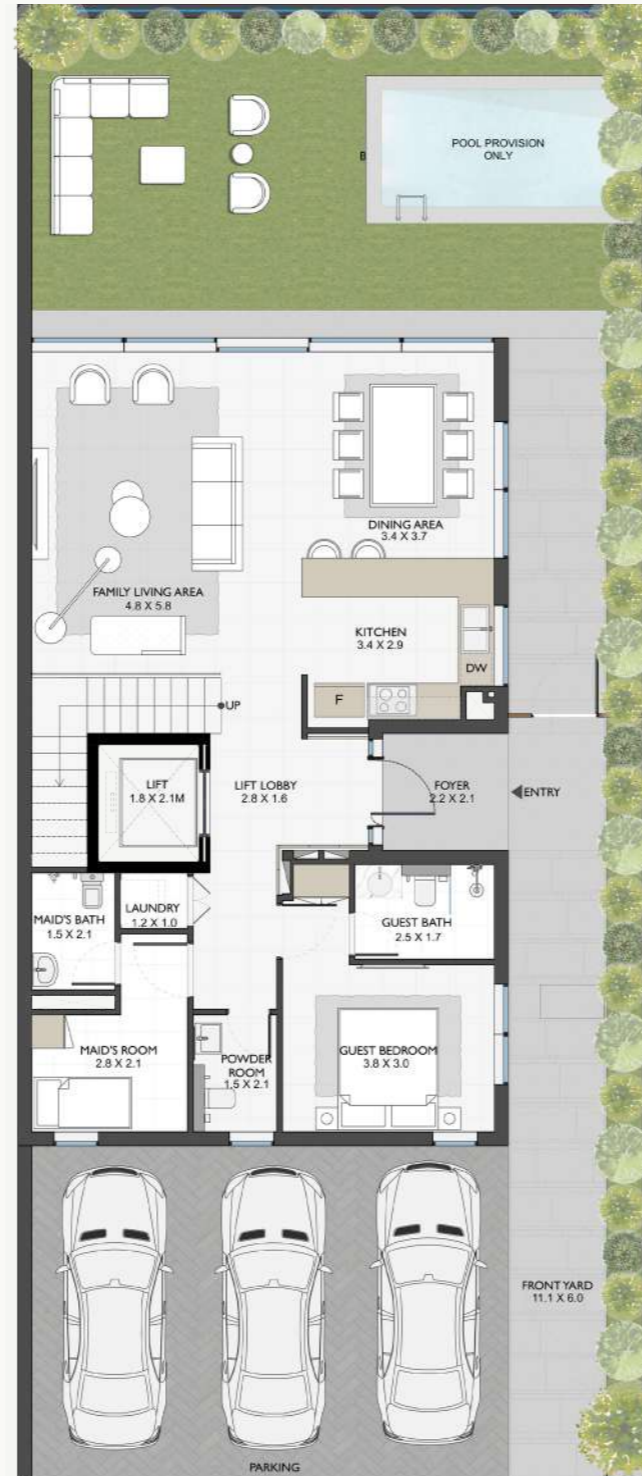 POOL PROVISION
ONLY
B
DINING AREA
3.4 X 3.7
FAMILY LIVING AREA
4.8 X 5.8
KITCHEN
3.4 X 2.9
DW
F
UP
LIFT
1.8 X 2.1M
LIFT LOBBY
2.8 X 1.6
FOYER
2.2 X 2.1
ENTRY
MAID'S BATH
1.5 X 2.1
LAUNDRY
1.2 X 1.0
GUEST BATH
2.5 X 1.7
MAID'S ROOM
2.8 X 2.1
POWDER
ROOM
1.5 X 2.1
GUEST BEDROOM
3.8 X 3.0
FRONT YARD
11.1 X 6.0
PARKING